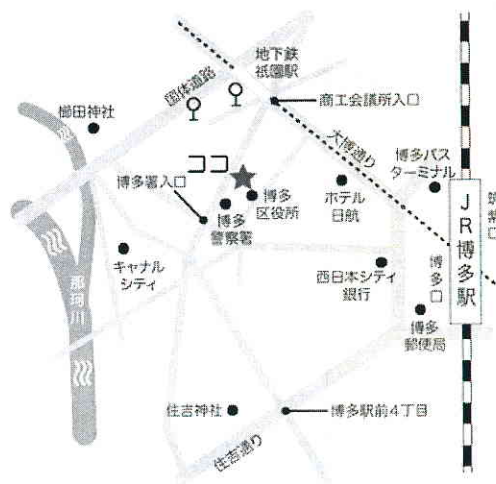 地下鉄
祇園駅
国体道路
商工会議所入口
櫛田神社
大博通り
博多バス
ターミナル
ココ
博多署入口
博多
区役所
博多
警察署
ホテル
日航
筑紫口
JR博多駅
博多口
キャナル
シティ
西日本シティ
銀行
那珂川
博多
郵便局
住吉神社
博多駅前4丁目
住吉通り